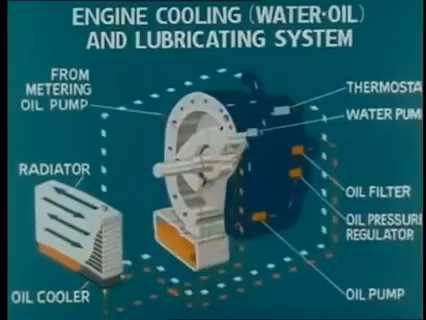 ENGINE COOLING (WATER·OIL)
AND LUBRICATING SYSTEM
FROM
METERING
OIL PUMP
THERMOSTA
WATER PUM
RADIATOR
OIL FILTER
OIL PRESSURE
REGULATOR
OIL COOLER
OIL PUMP